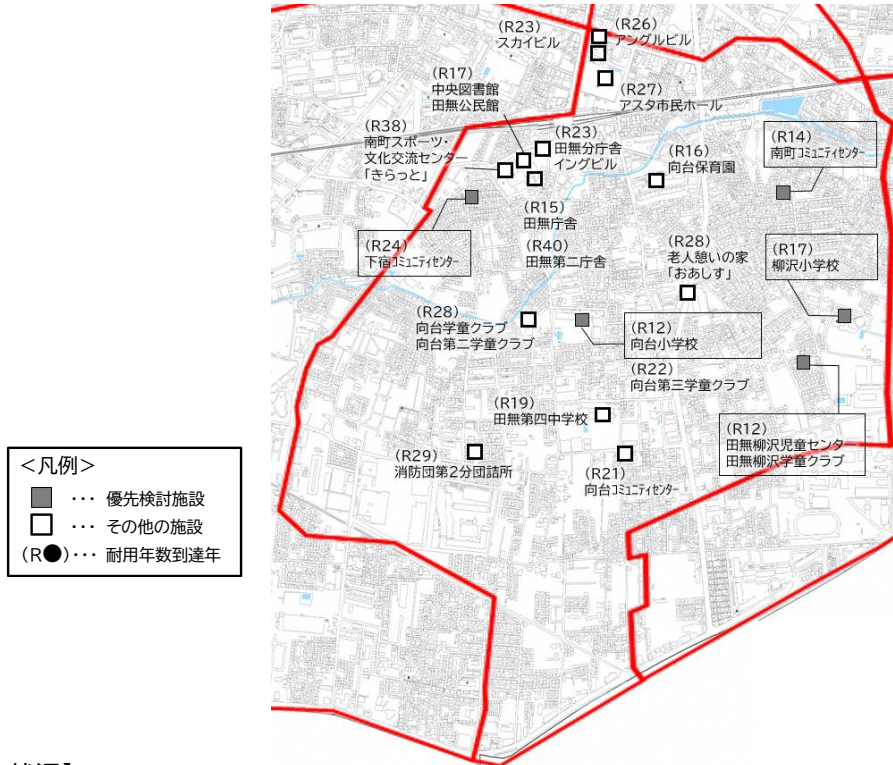 (R23)
スカイビル
(R26)
アングルビル
(R17)
中央図書館
田無公民館
(R27)
アスタ市民ホール
(R38)
南町スポーツ・
文化交流センター
「きらっと」
(R23)
田無分庁舎
イングビル
(R16)
向台保育園
(R14)
南町コミュニティセンター
(R15)
田無庁舎
(R24)
下宿コミュニティセンター
(R40)
田無第二庁舎
(R28)
老人憩いの家
「おあしす」
(R17)
柳沢小学校
(R28)
向台学童クラブ
向台第二学童クラブ
(R12)
向台小学校
(R22)
向台第三学童クラブ
(R19)
田無第四中学校
(R12)
田無柳沢児童センター
田無柳沢学童クラブ
(R29)
消防団第2分団詰所
(R21)
向台コミュニティセンター
<凡例>
・・・ 優先検討施設
・・・ その他の施設
(R●)・・・ 耐用年数到達年